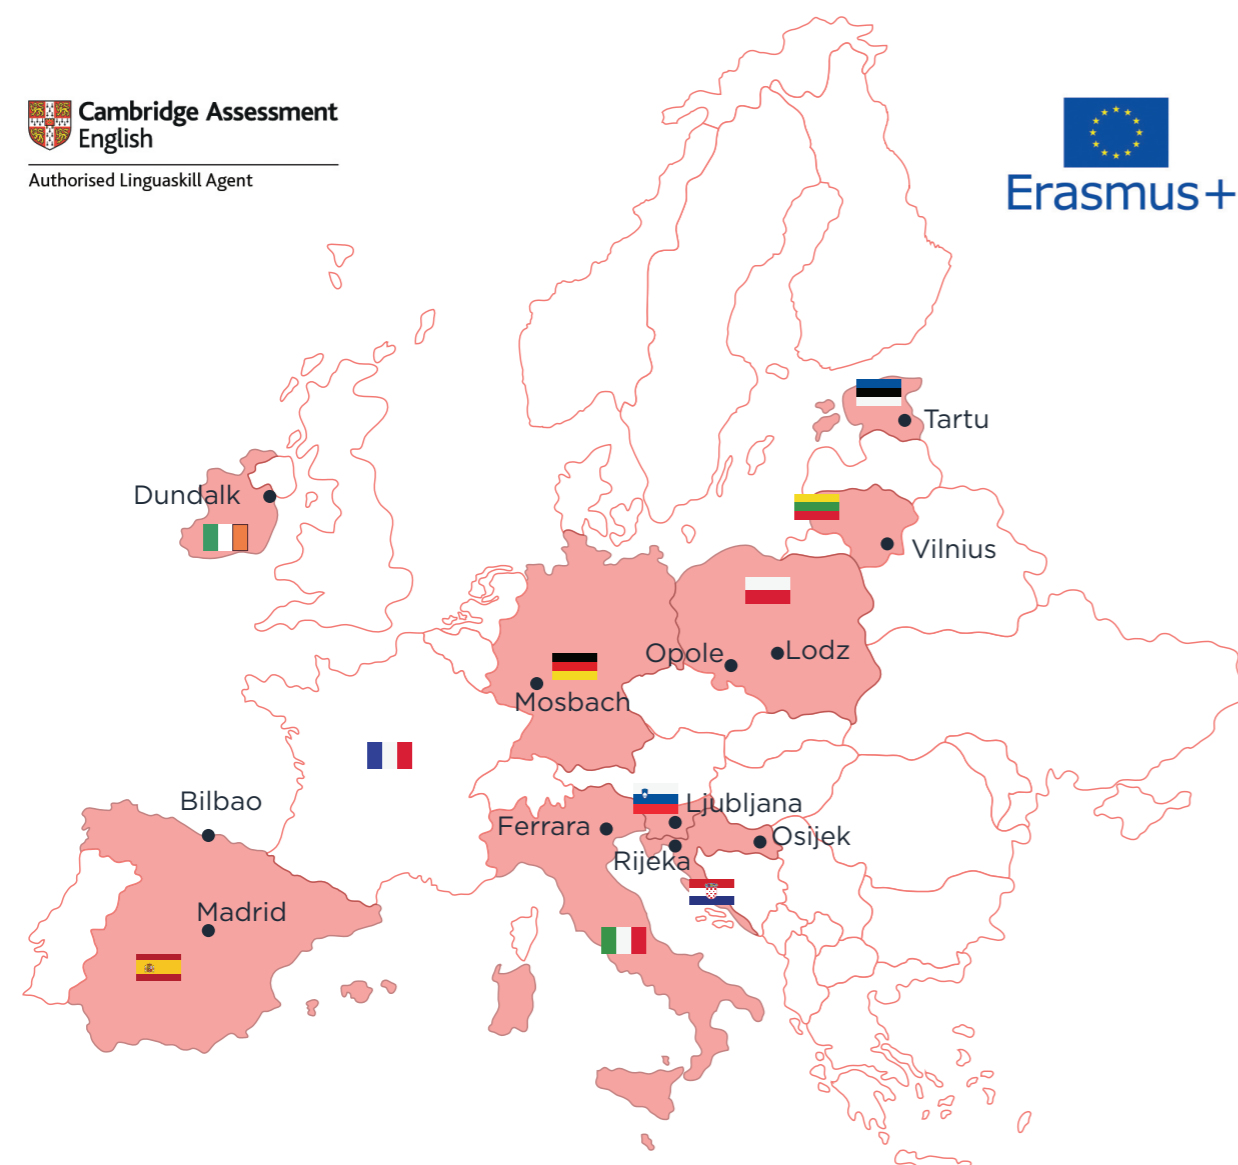 Cambridge Assessment
English
Authorised Linguaskill Agent
Erasmus+
Tartu
Dundalk
Vilnius
Opole
Lodz
Mosbach
Bilbao
Ljubljana
Ferrara
Osijek
Rijeka
Madrid